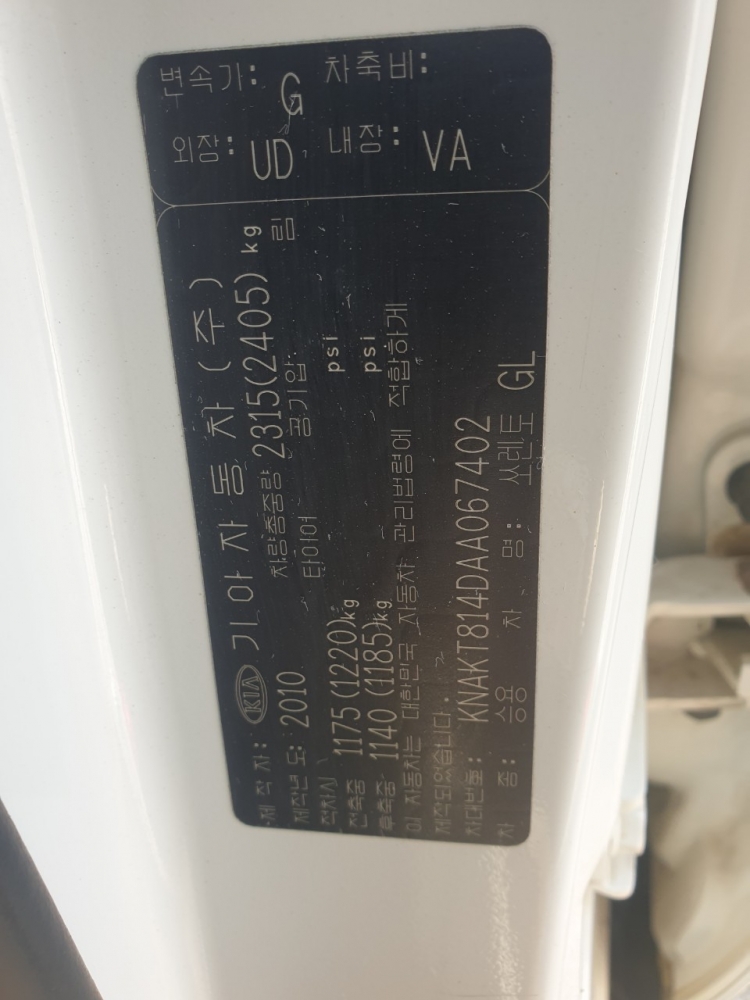 변속기: G 차축비:
외장: UD 내장: VA
제 작 자: KIA 기아자동차(주)
제작년도: 2010 차량총중량 2315(2405) kg
적차시 타이어 공기압 림
전축중 1175(1220)kg psi
후축중 1140(1185)kg psi
이 자동차는 대한민국 자동차 관리법령에 적합하게
제작되었습니다.
차대번호: KNAKT814DAA067402
차 종: 승용 차 명: 쏘렌토 GL